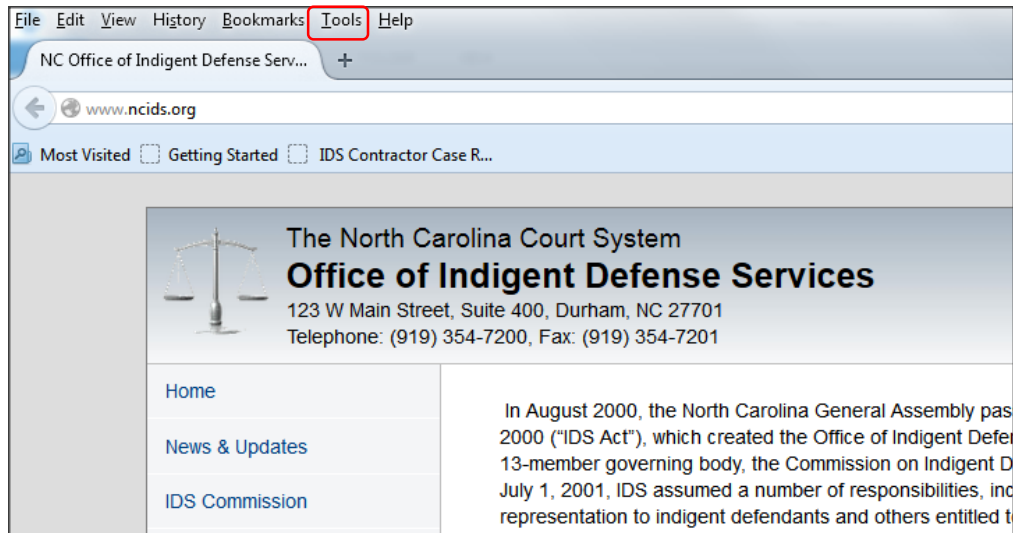 File Edit View History Bookmarks Tools Help
NC Office of Indigent Defense Serv... +
www.ncids.org
Most Visited Getting Started IDS Contractor Case R...
The North Carolina Court System
Office of Indigent Defense Services
123 W Main Street, Suite 400, Durham, NC 27701
Telephone: (919) 354-7200, Fax: (919) 354-7201
Home
News & Updates
IDS Commission
In August 2000, the North Carolina General Assembly pas
2000 ("IDS Act"), which created the Office of Indigent Defe
13-member governing body, the Commission on Indigent D
July 1, 2001, IDS assumed a number of responsibilities, inc
representation to indigent defendants and others entitled t